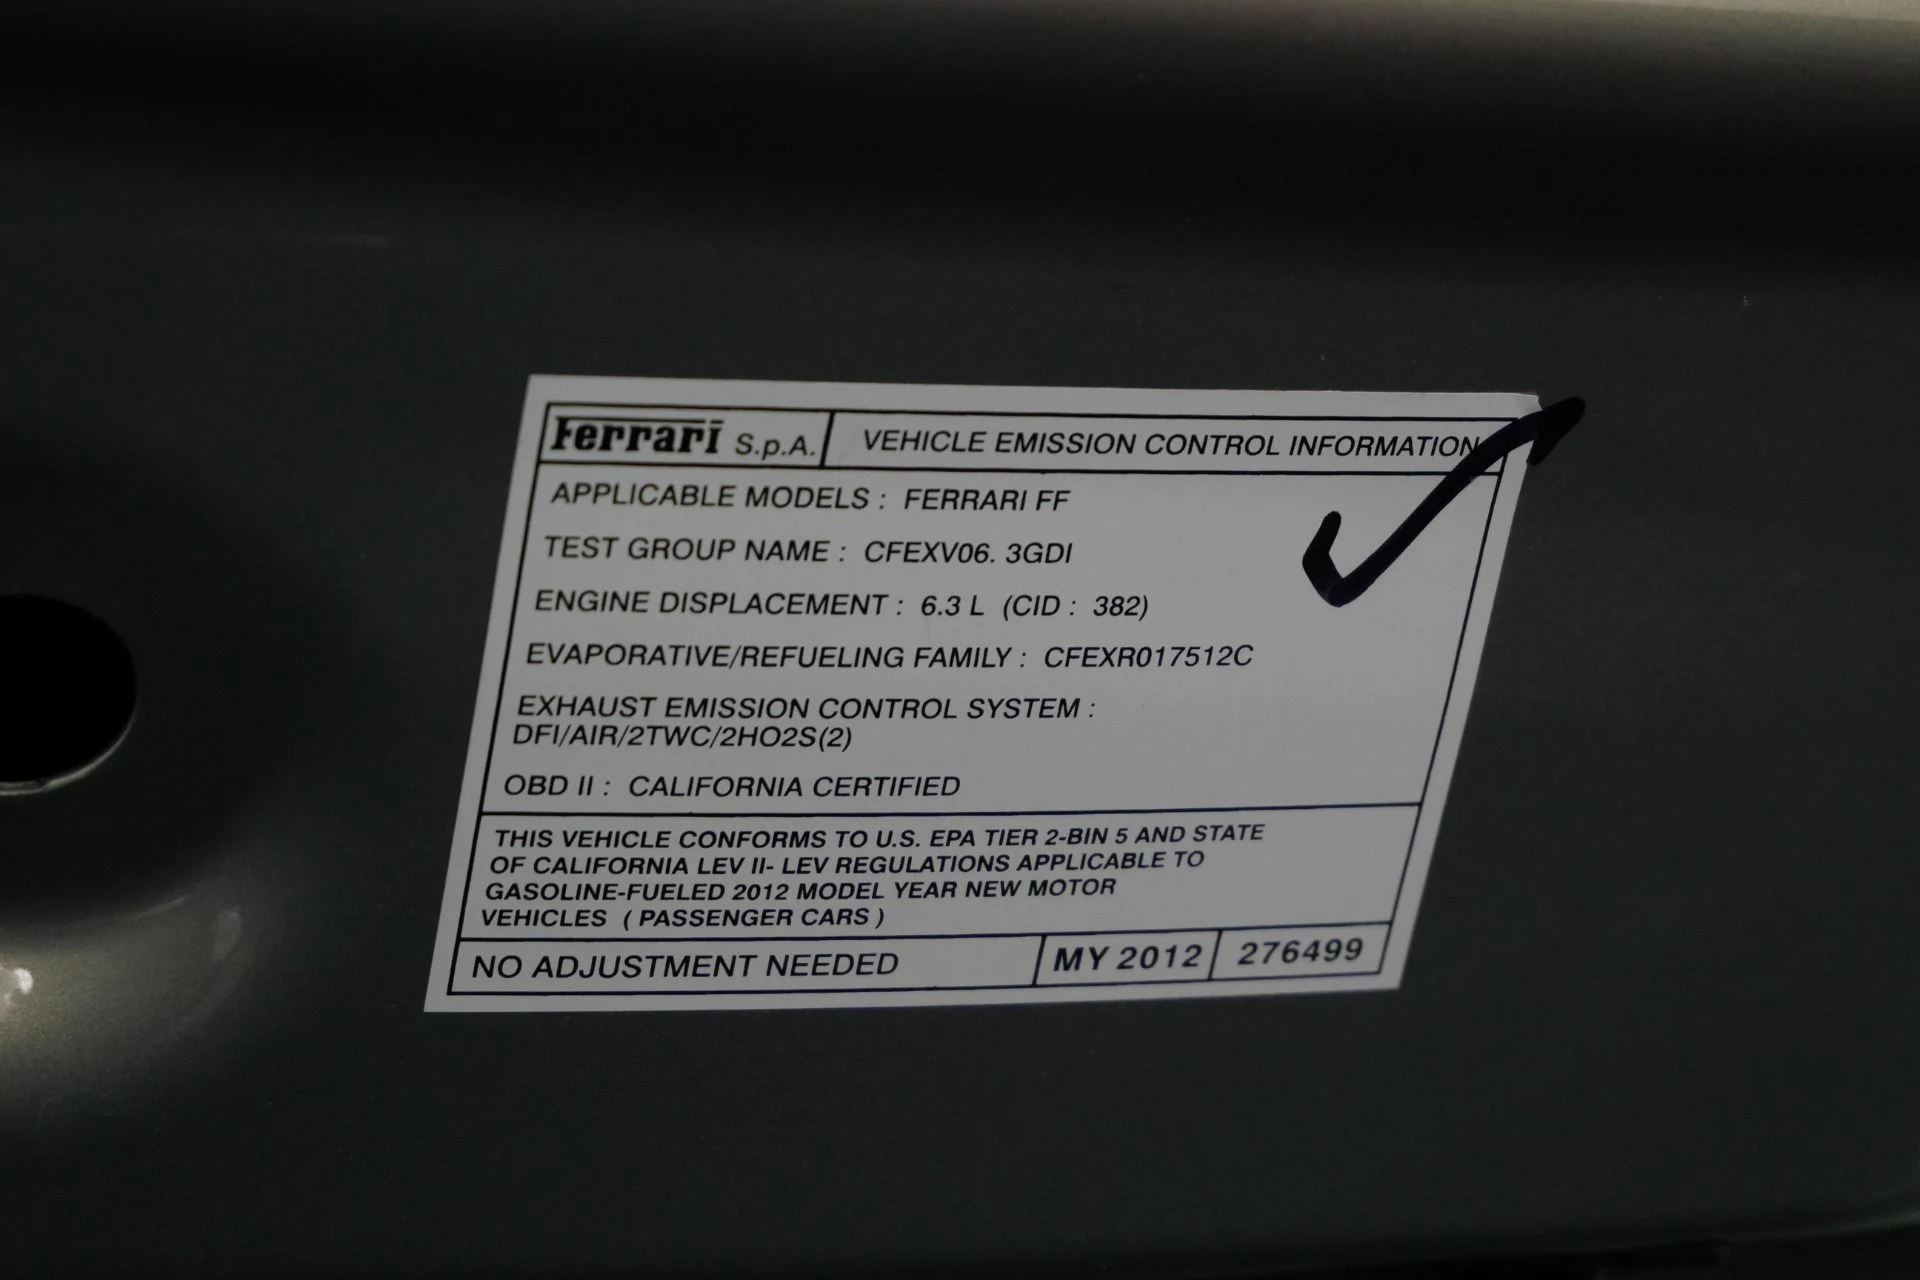 Ferrari S.p.A. VEHICLE EMISSION CONTROL INFORMATION
APPLICABLE MODELS : FERRARI FF
TEST GROUP NAME : CFEXV06. 3GDI
ENGINE DISPLACEMENT : 6.3 L (CID : 382)
EVAPORATIVE/REFUELING FAMILY : CFEXR017512C
EXHAUST EMISSION CONTROL SYSTEM :
DFI/AIR/2TWC/2HO2S(2)
OBD II : CALIFORNIA CERTIFIED
THIS VEHICLE CONFORMS TO U.S. EPA TIER 2-BIN 5 AND STATE
OF CALIFORNIA LEV II- LEV REGULATIONS APPLICABLE TO
GASOLINE-FUELED 2012 MODEL YEAR NEW MOTOR
VEHICLES ( PASSENGER CARS )
NO ADJUSTMENT NEEDED MY 2012 276499